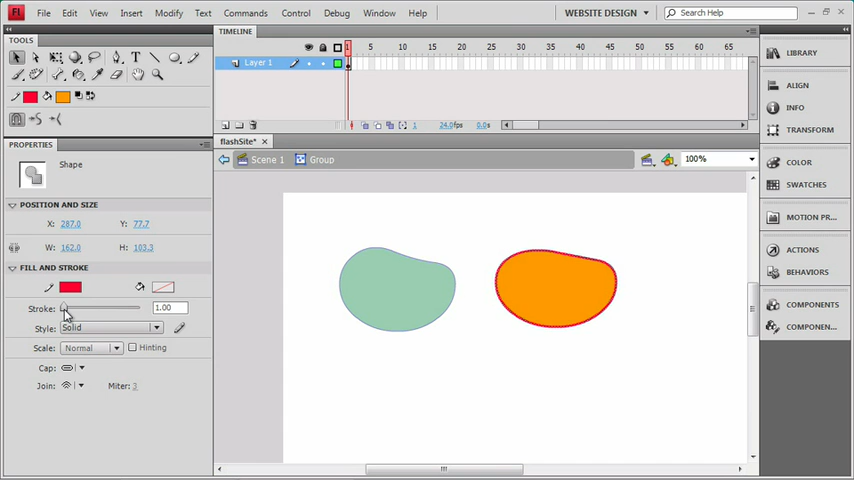 Fl File Edit View Insert Modify Text Commands Control Debug Window Help WEBSITE DESIGN Search Help
TOOLS
TIMELINE
1 5 10 15 20 25 30 35 40 45 50 55 60 65
Layer 1
1 24.0fps 0.0s
PROPERTIES
Shape
POSITION AND SIZE
X: 287.0 Y: 77.7
W: 162.0 H: 103.3
FILL AND STROKE
Stroke: 1.00
Style: Solid
Scale: Normal Hinting
Cap:
Join: Miter: 3
flashSite*
Scene 1 Group 100%
LIBRARY
ALIGN
INFO
TRANSFORM
COLOR
SWATCHES
MOTION PR...
ACTIONS
BEHAVIORS
COMPONENTS
COMPONEN...